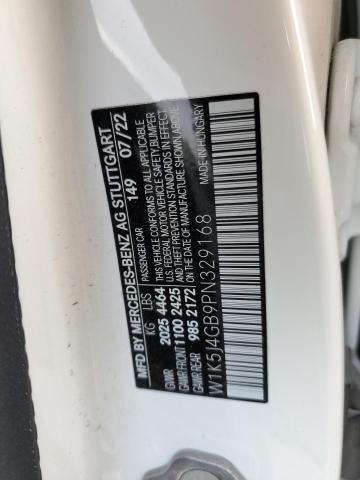 MFD BY MERCEDES-BENZ AG STUTTGART
149 07/22
PASSENGER CAR
KG LBS THIS VEHICLE CONFORMS TO ALL APPLICABLE
GVWR 2025 4464 U.S. FEDERAL MOTOR VEHICLE SAFETY, BUMPER
GAWR FRONT 1100 2425 AND THEFT PREVENTION STANDARDS IN EFFECT
GAWR REAR 985 2172 ON THE DATE OF MANUFACTURE SHOWN ABOVE
MADE IN HUNGARY
W1K5J4GB9PN329168